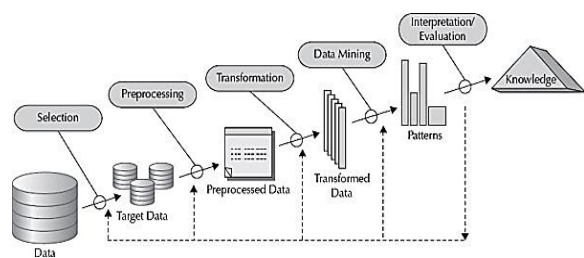 Interpretation/
Evaluation
Data Mining
Knowledge
Transformation
Preprocessing
Patterns
Selection
Transformed
Data
Preprocessed Data
Target Data
Data